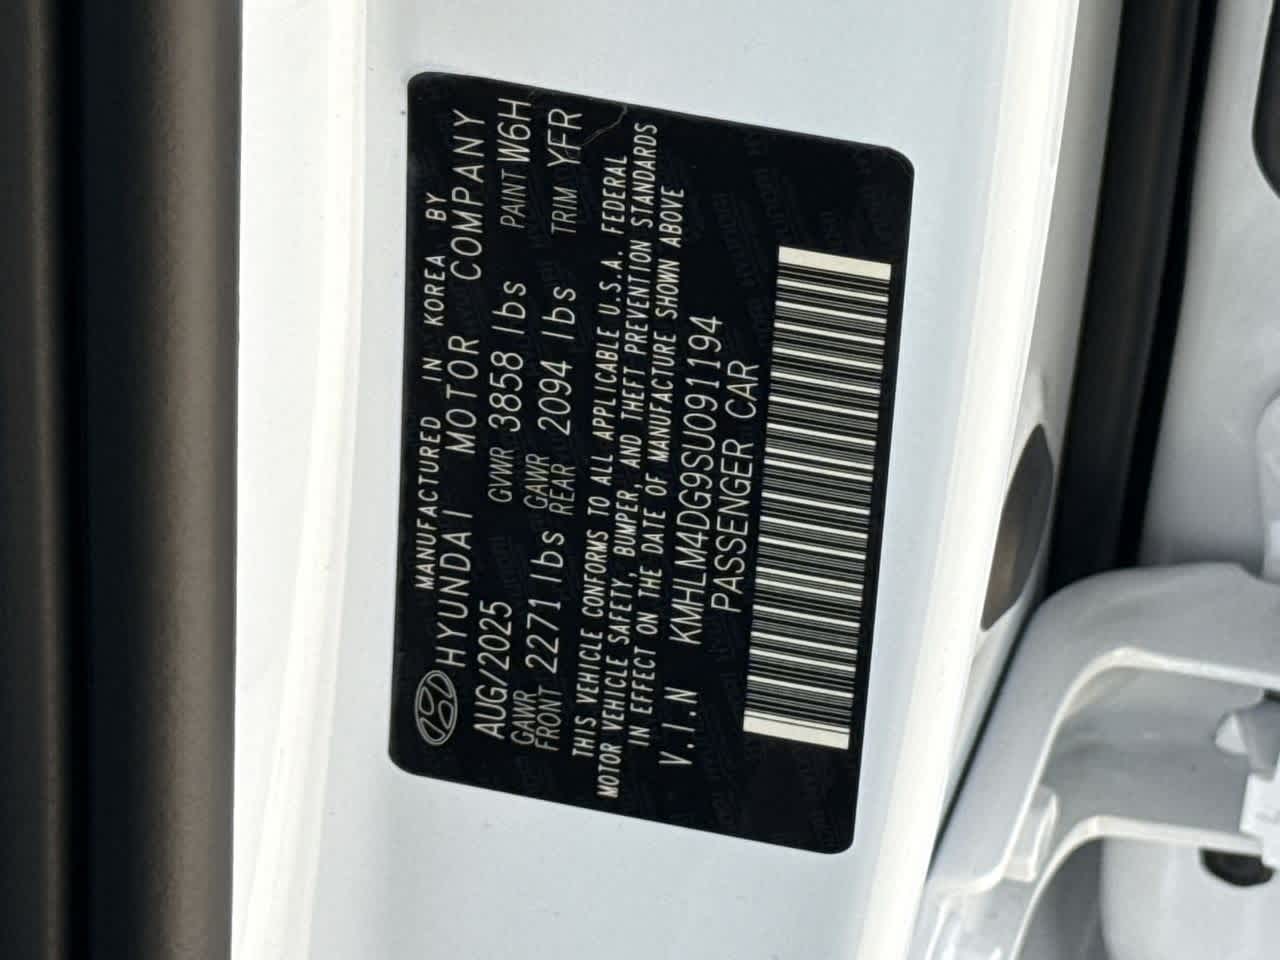 MANUFACTURED IN KOREA BY
HYUNDAI MOTOR COMPANY
AUG/2025 GVWR 3858 lbs PAINT W6H
GAWR FRONT 2271 lbs GAWR REAR 2094 lbs TRIM YFR
THIS VEHICLE CONFORMS TO ALL APPLICABLE U.S.A. FEDERAL
MOTOR VEHICLE SAFETY, BUMPER, AND THEFT PREVENTION STANDARDS
IN EFFECT ON THE DATE OF MANUFACTURE SHOWN ABOVE
V.I.N KMHLM4DG9SU091194
PASSENGER CAR